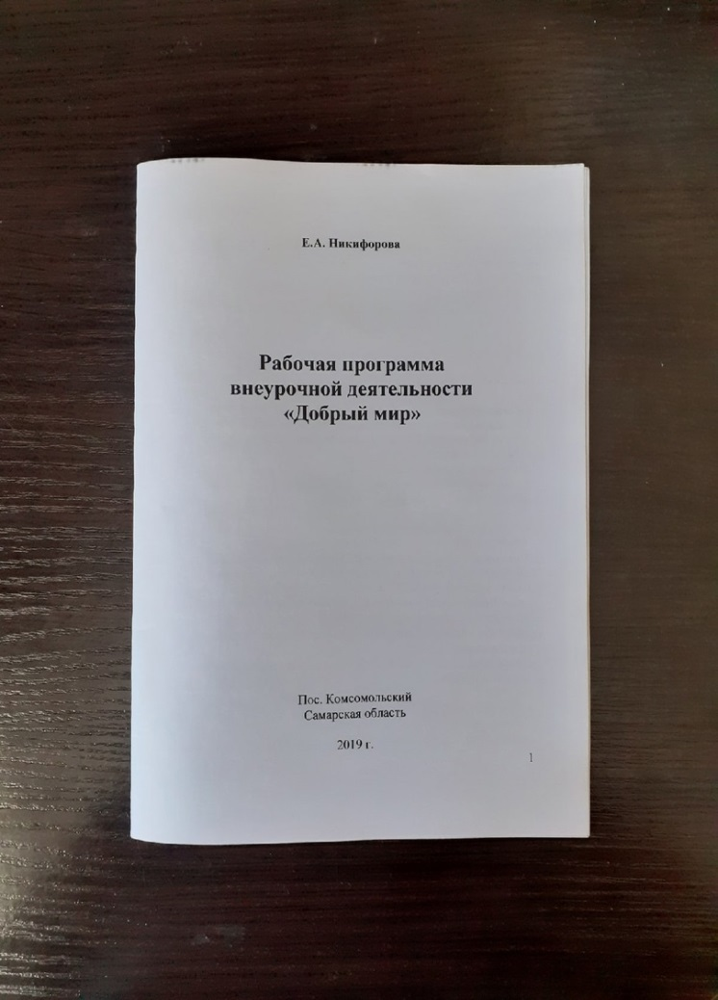 Е.А. Никифорова
Рабочая программа
внеурочной деятельности
«Добрый мир»
Пос. Комсомольский
Самарская область
2019 г.
1